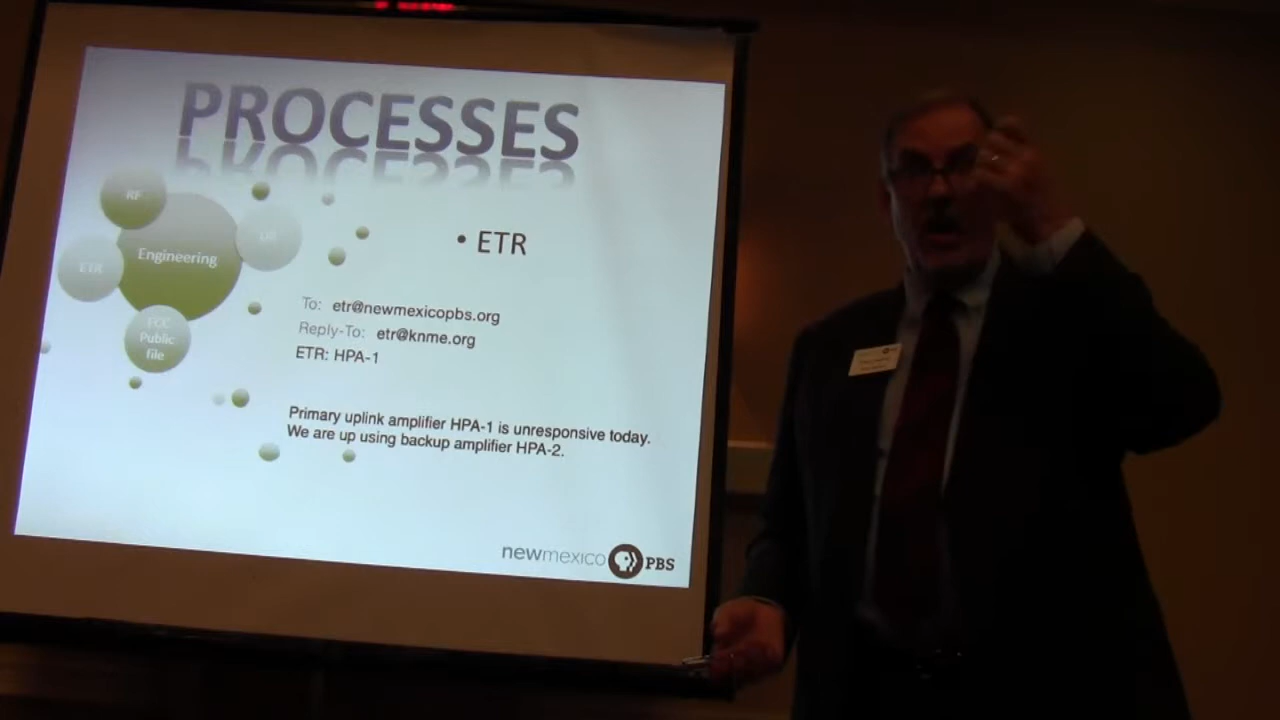 PROCESSES
RF
Engineering
ETR
FCC
Public
file
• ETR
To: etr@newmexicopbs.org
Reply-To: etr@knme.org
ETR: HPA-1
Primary uplink amplifier HPA-1 is unresponsive today.
We are up using backup amplifier HPA-2.
newmexico PBS